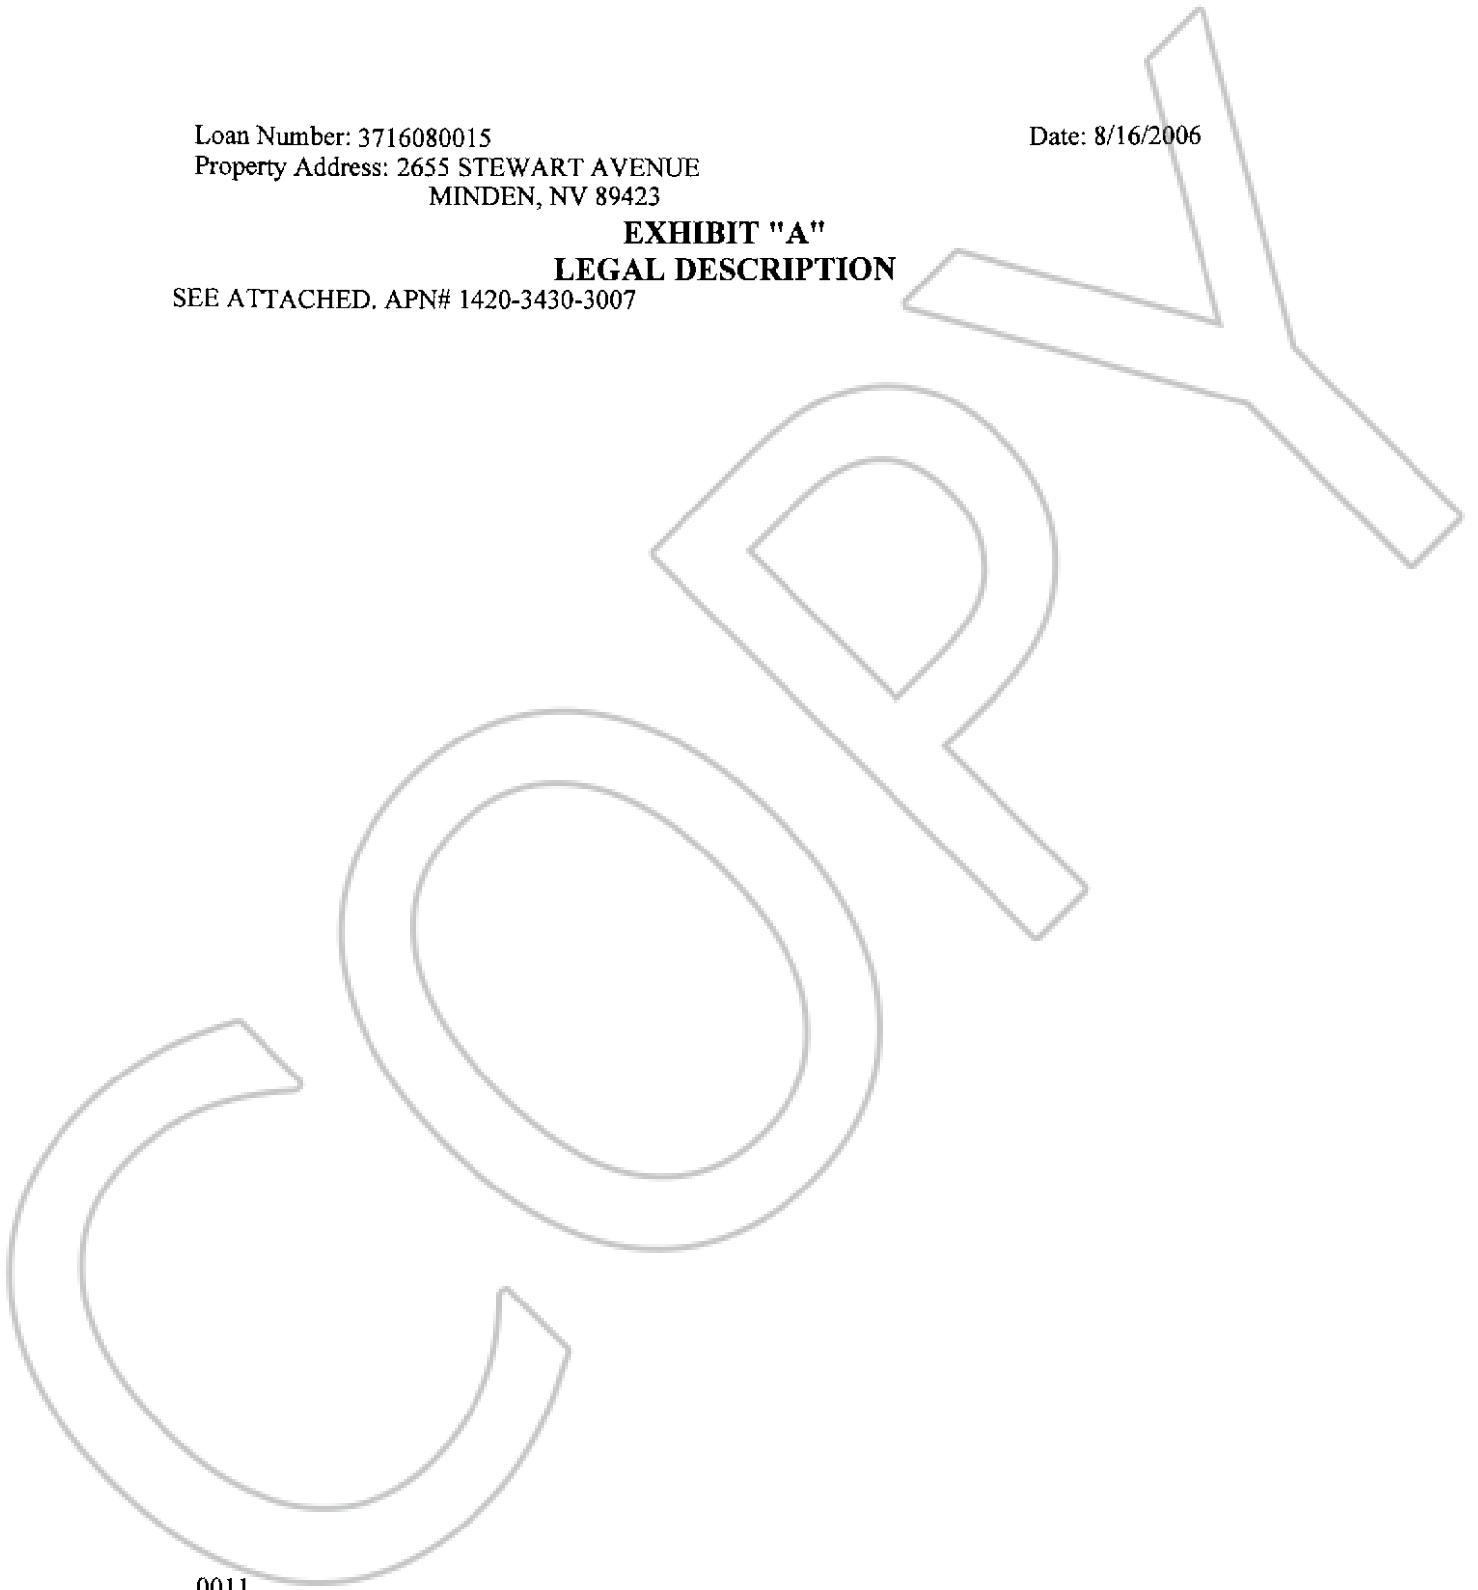 Loan Number: 3716080015 Date: 8/16/2006
Property Address: 2655 STEWART AVENUE
MINDEN, NV 89423
EXHIBIT "A"
LEGAL DESCRIPTION
SEE ATTACHED. APN# 1420-3430-3007
COPY
0011